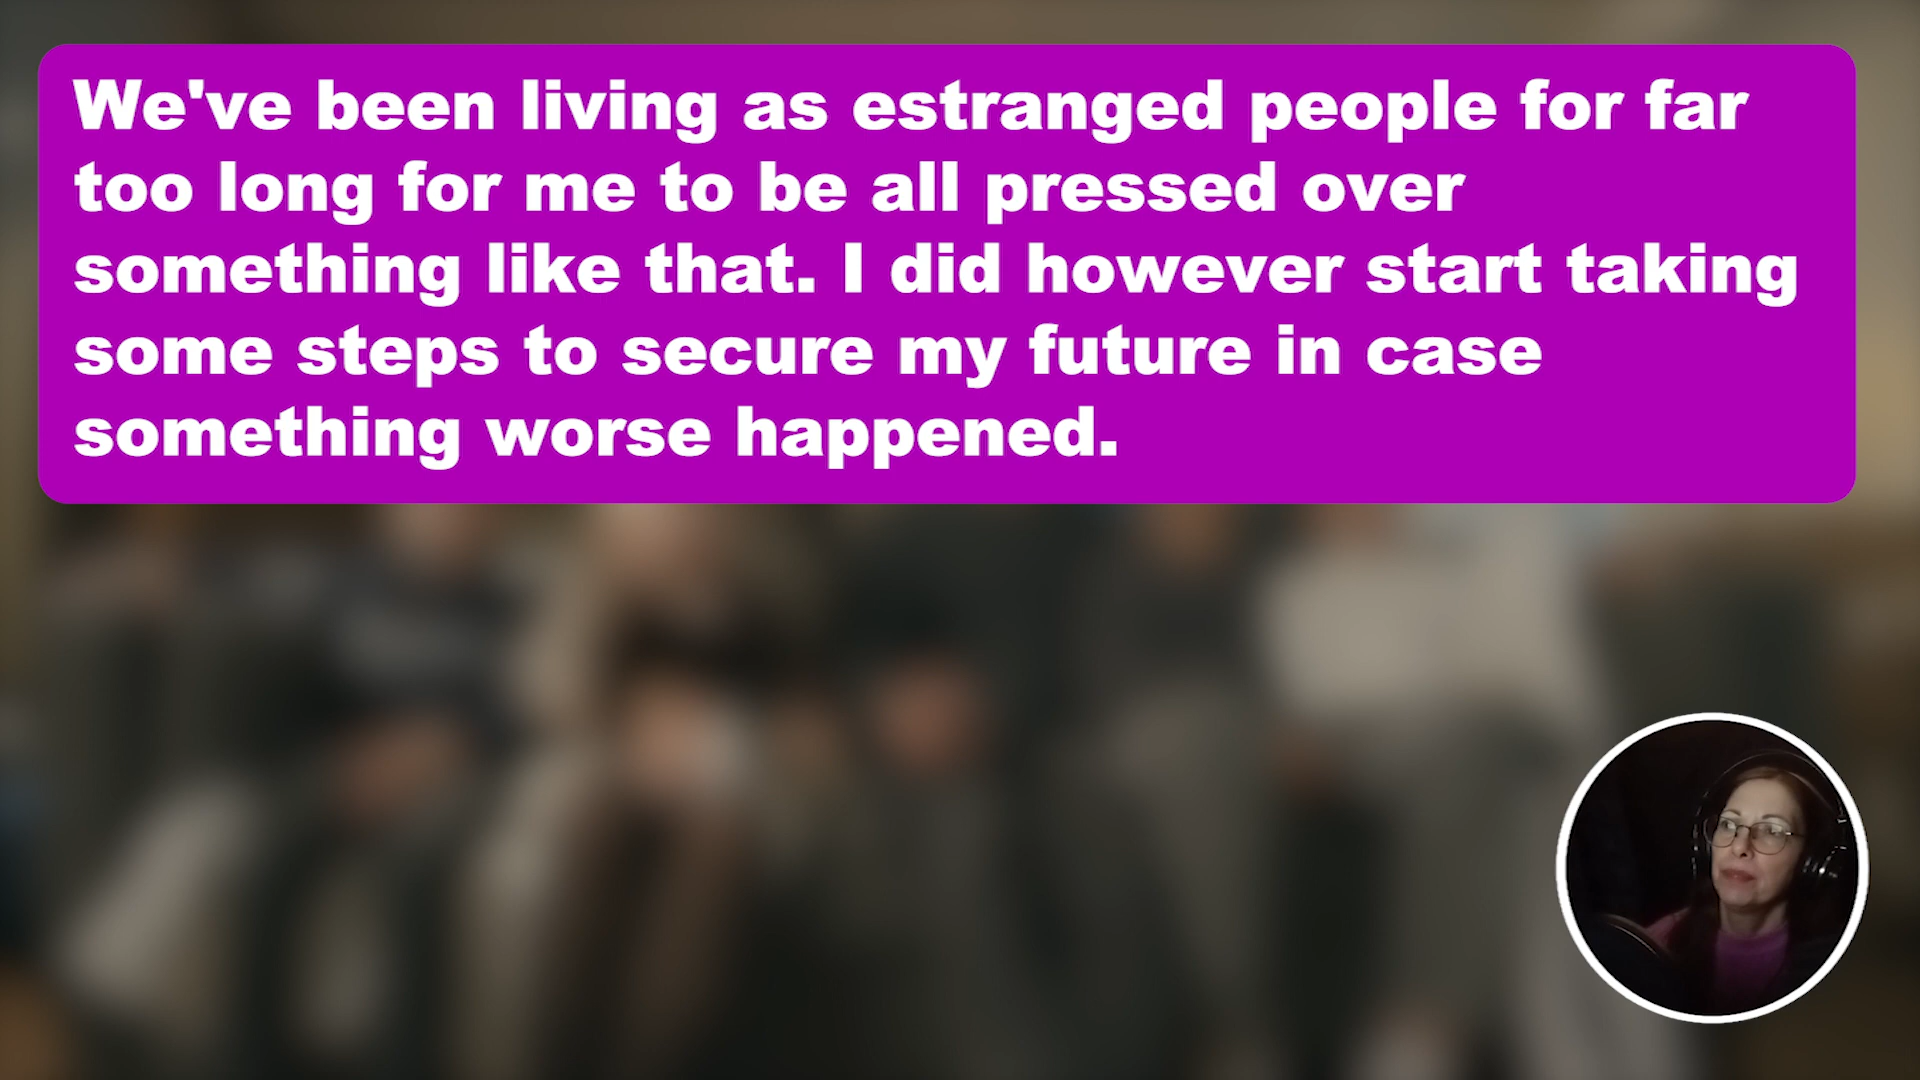 We've been living as estranged people for far
too long for me to be all pressed over
something like that. I did however start taking
some steps to secure my future in case
something worse happened.